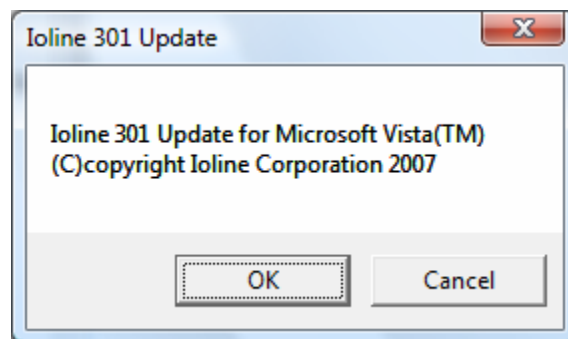 Ioline 301 Update
Ioline 301 Update for Microsoft Vista(TM)
(C)copyright Ioline Corporation 2007
OK
Cancel